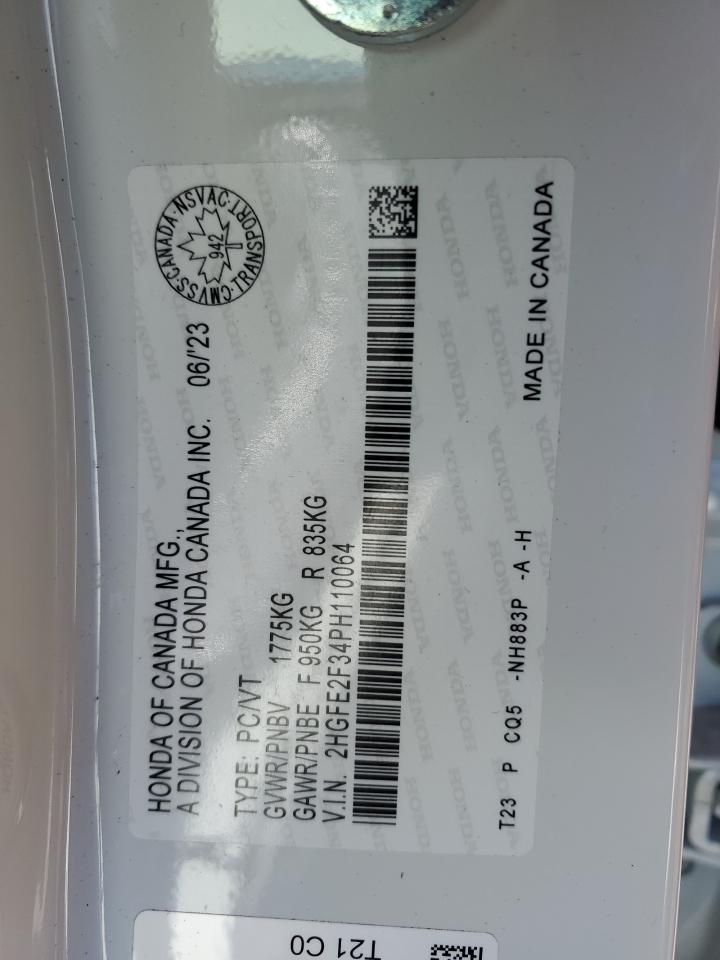 HONDA OF CANADA MFG.,
A DIVISION OF HONDA CANADA INC. 06/'23
CMVSS·CANADA·NSVAC·TRANSPORT
942
TYPE: PC/VT
GVWR/PNBV 1775KG
GAWR/PNBE F 950KG R 835KG
V.I.N. 2HGFE2F34PH110064
T23 P CQ5 -NH883P -A -H
MADE IN CANADA
T21 C0